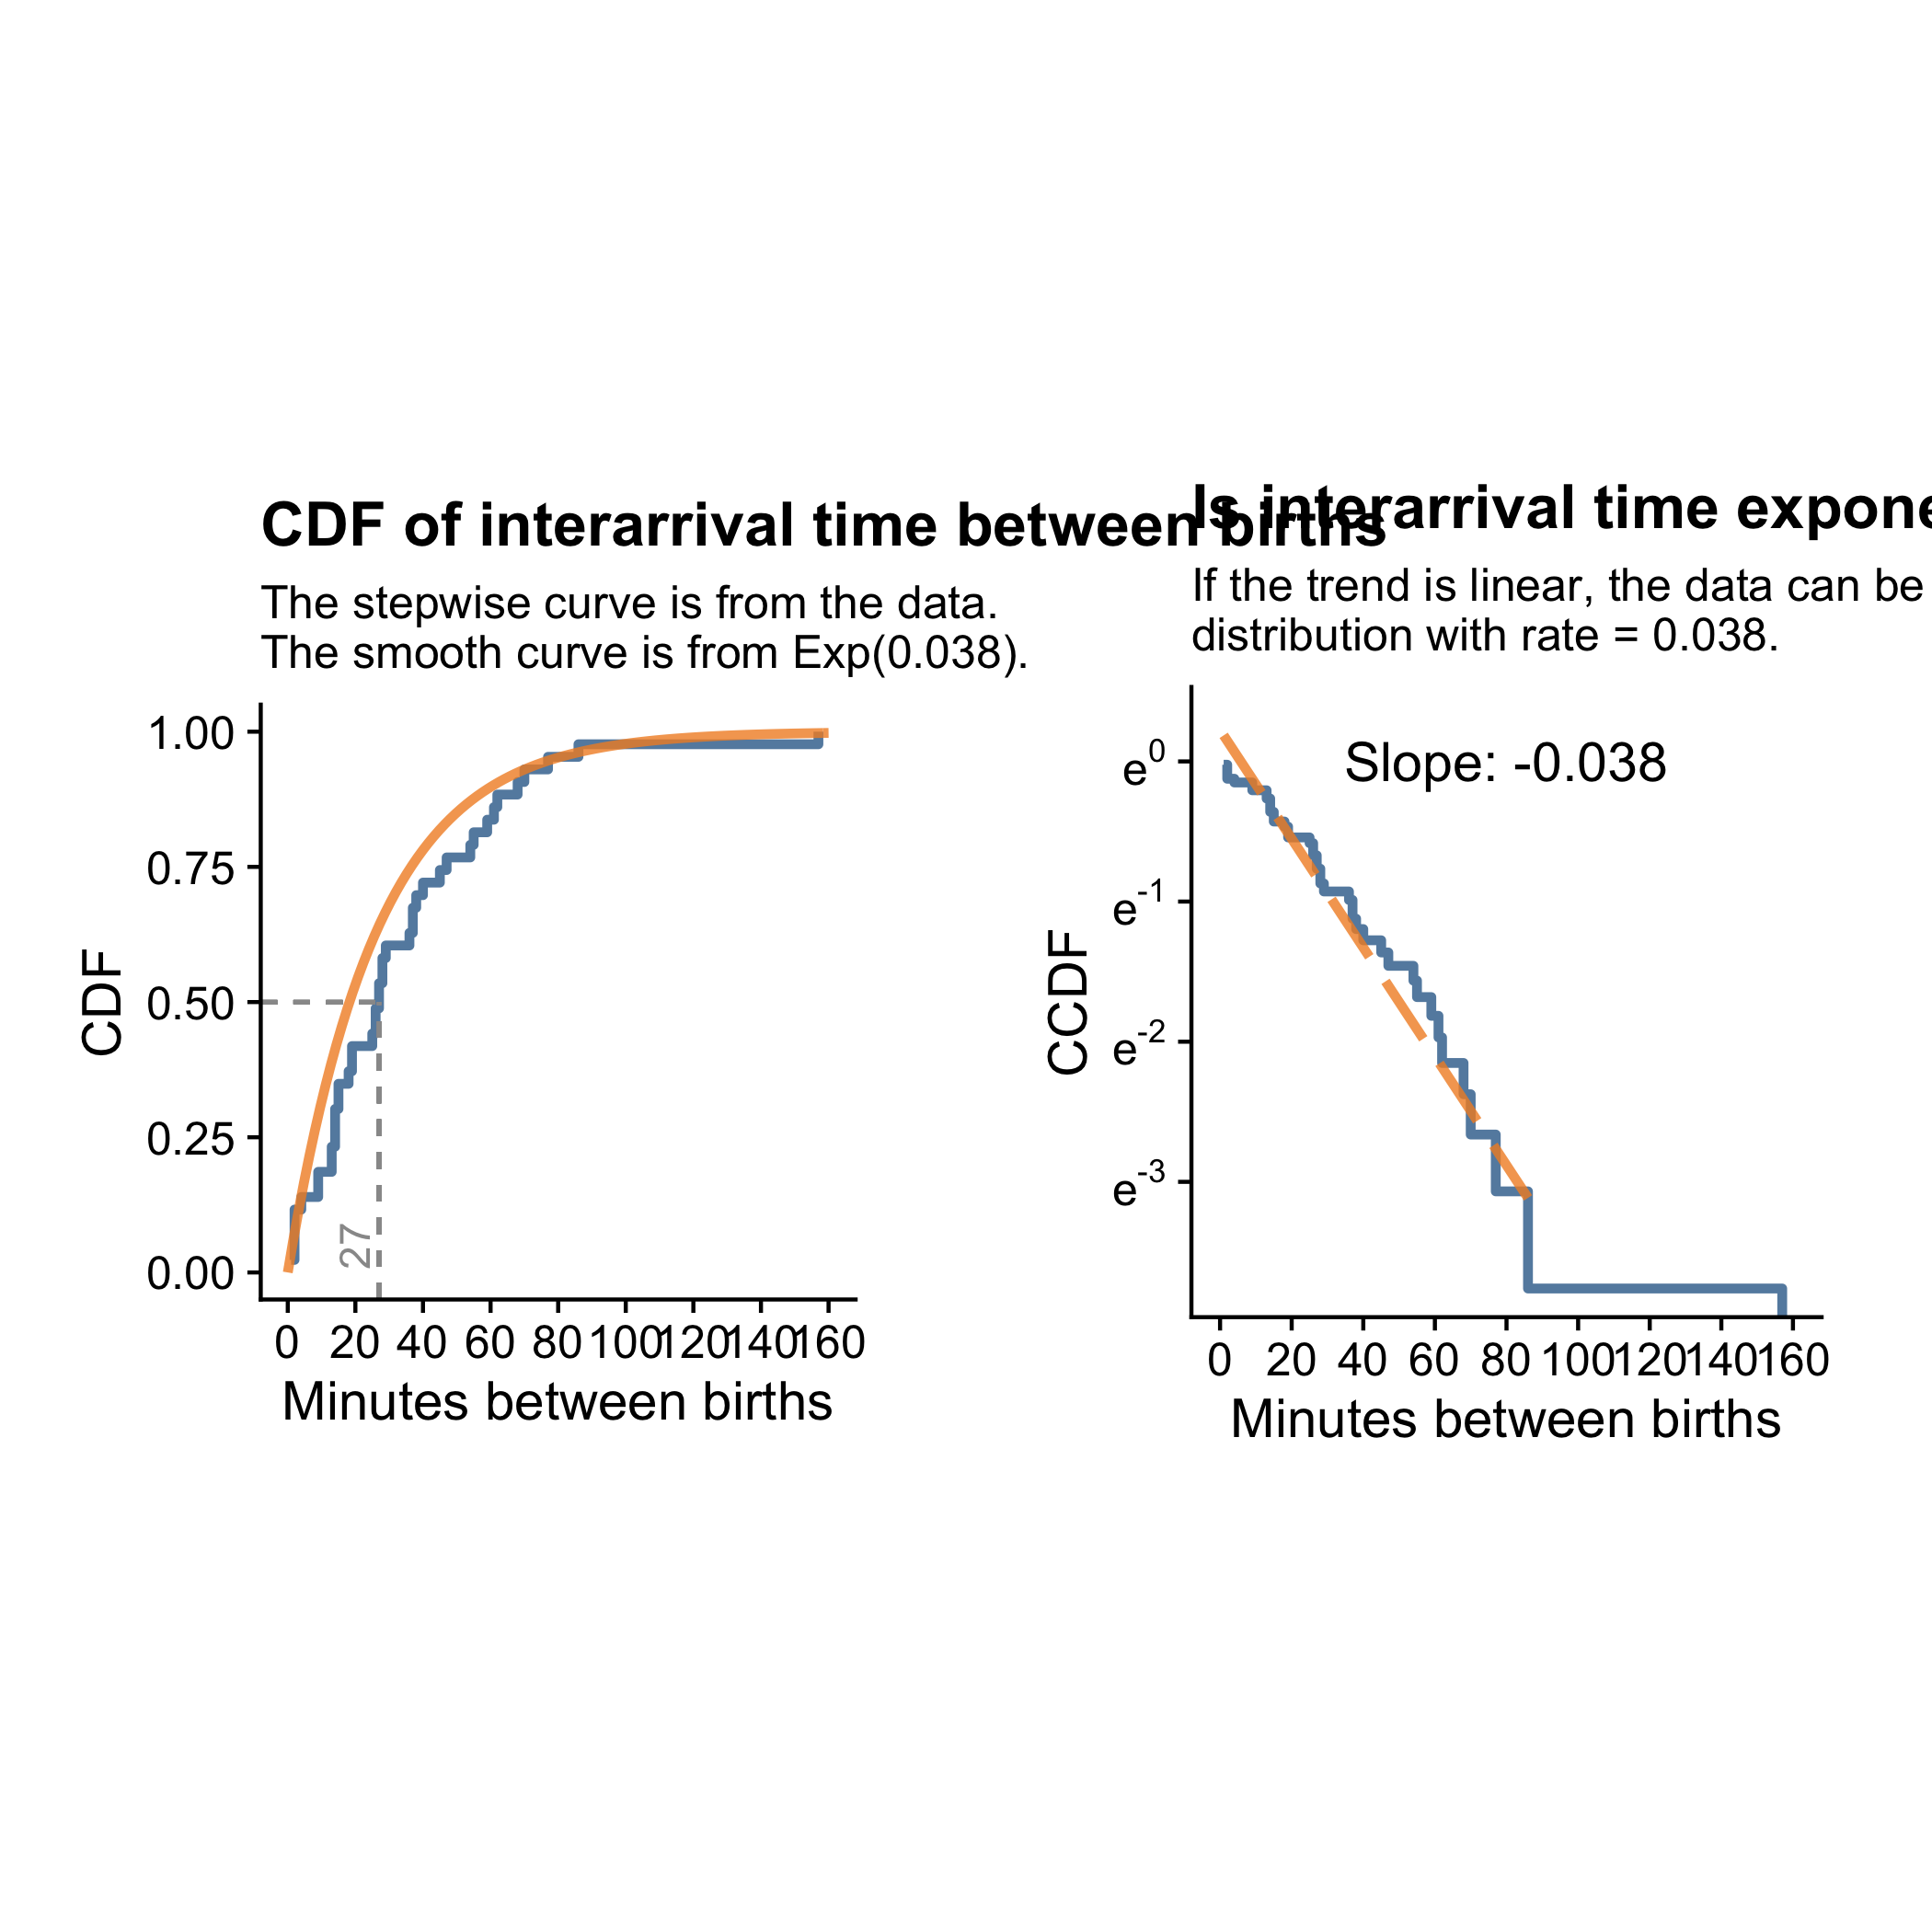 CDF of interarrival time between births
The stepwise curve is from the data.
The smooth curve is from Exp(0.038).
CDF
1.00
0.75
0.50
0.25
0.00
27
0 20 40 60 80 100 120 140 160
Minutes between births
Is interarrival time expone
If the trend is linear, the data can be
distribution with rate = 0.038.
Slope: -0.038
CCDF
e^0
e^-1
e^-2
e^-3
0 20 40 60 80 100 120 140 160
Minutes between births